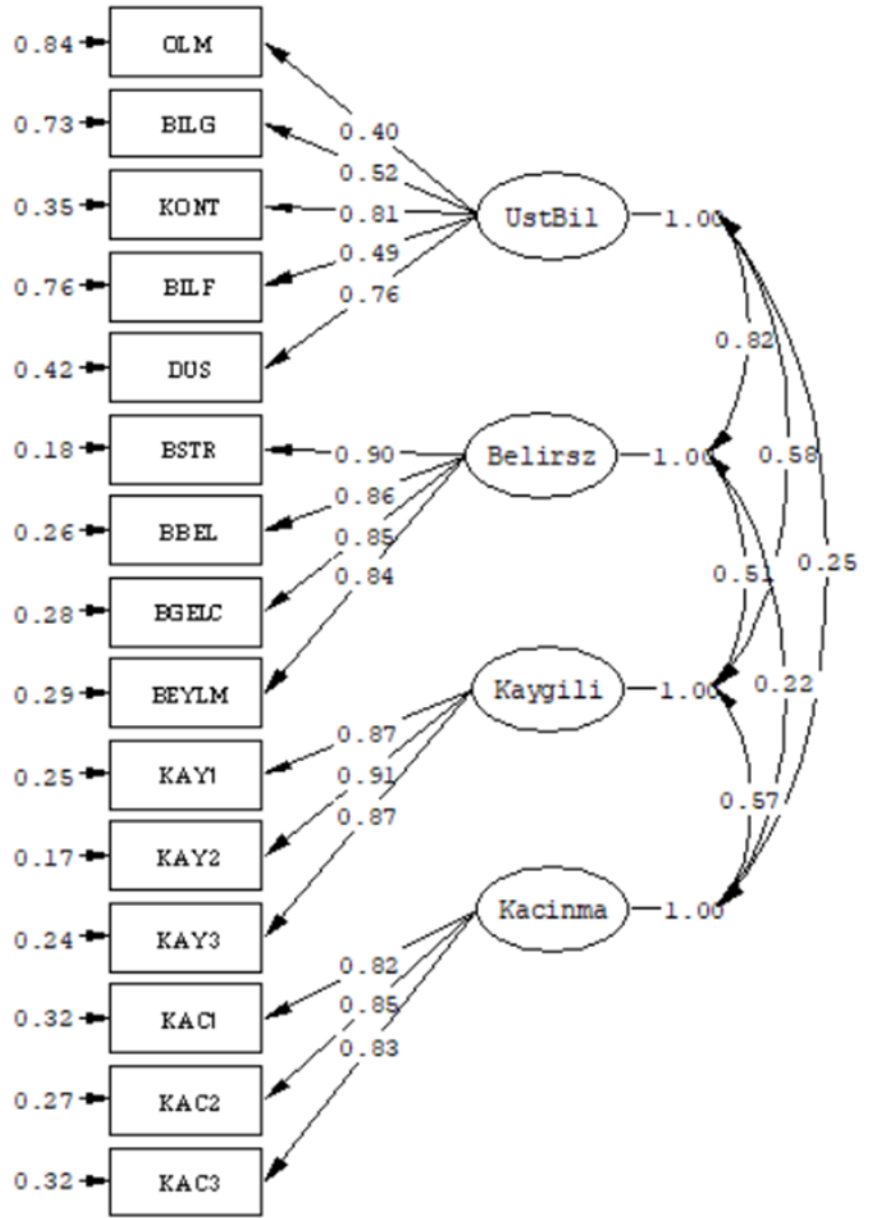 0.84 OLM
0.40
0.73 BILG
0.52
0.35 KONT 0.81 UstBil 1.00
0.49
0.76 BILF
0.76
0.82
0.42 DUS
0.18 BSTR 0.90 Belirsz 1.00 0.58
0.86
0.26 BBEL
0.85
0.25
0.84 0.51
0.28 BGELC
0.29 BEYLM Kaygili 1.00 0.22
0.87
0.25 KAY1
0.91
0.57
0.87
0.17 KAY2
0.24 KAY3 Kacinma 1.00
0.82
0.85
0.32 KAC1
0.83
0.27 KAC2
0.32 KAC3